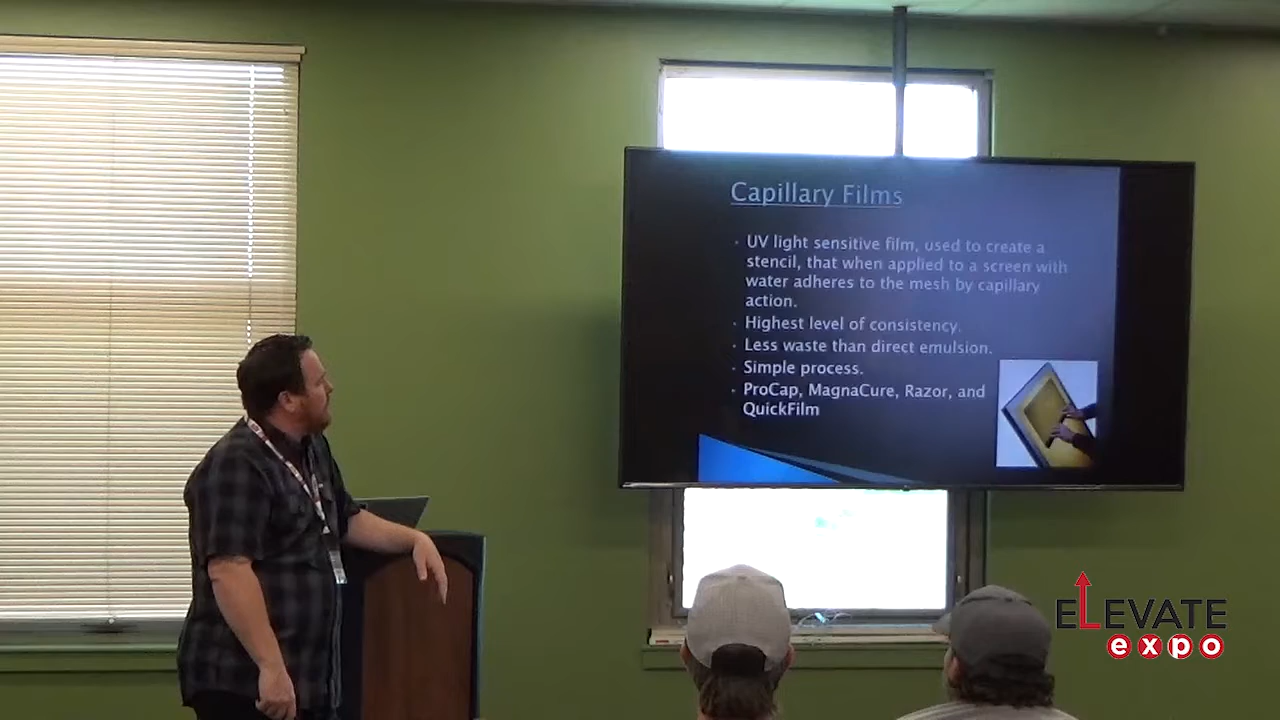 Capillary Films
· UV light sensitive film, used to create a
stencil, that when applied to a screen with
water adheres to the mesh by capillary
action.
· Highest level of consistency.
· Less waste than direct emulsion.
· Simple process.
· ProCap, MagnaCure, Razor, and
QuickFilm
ELEVATE
expo